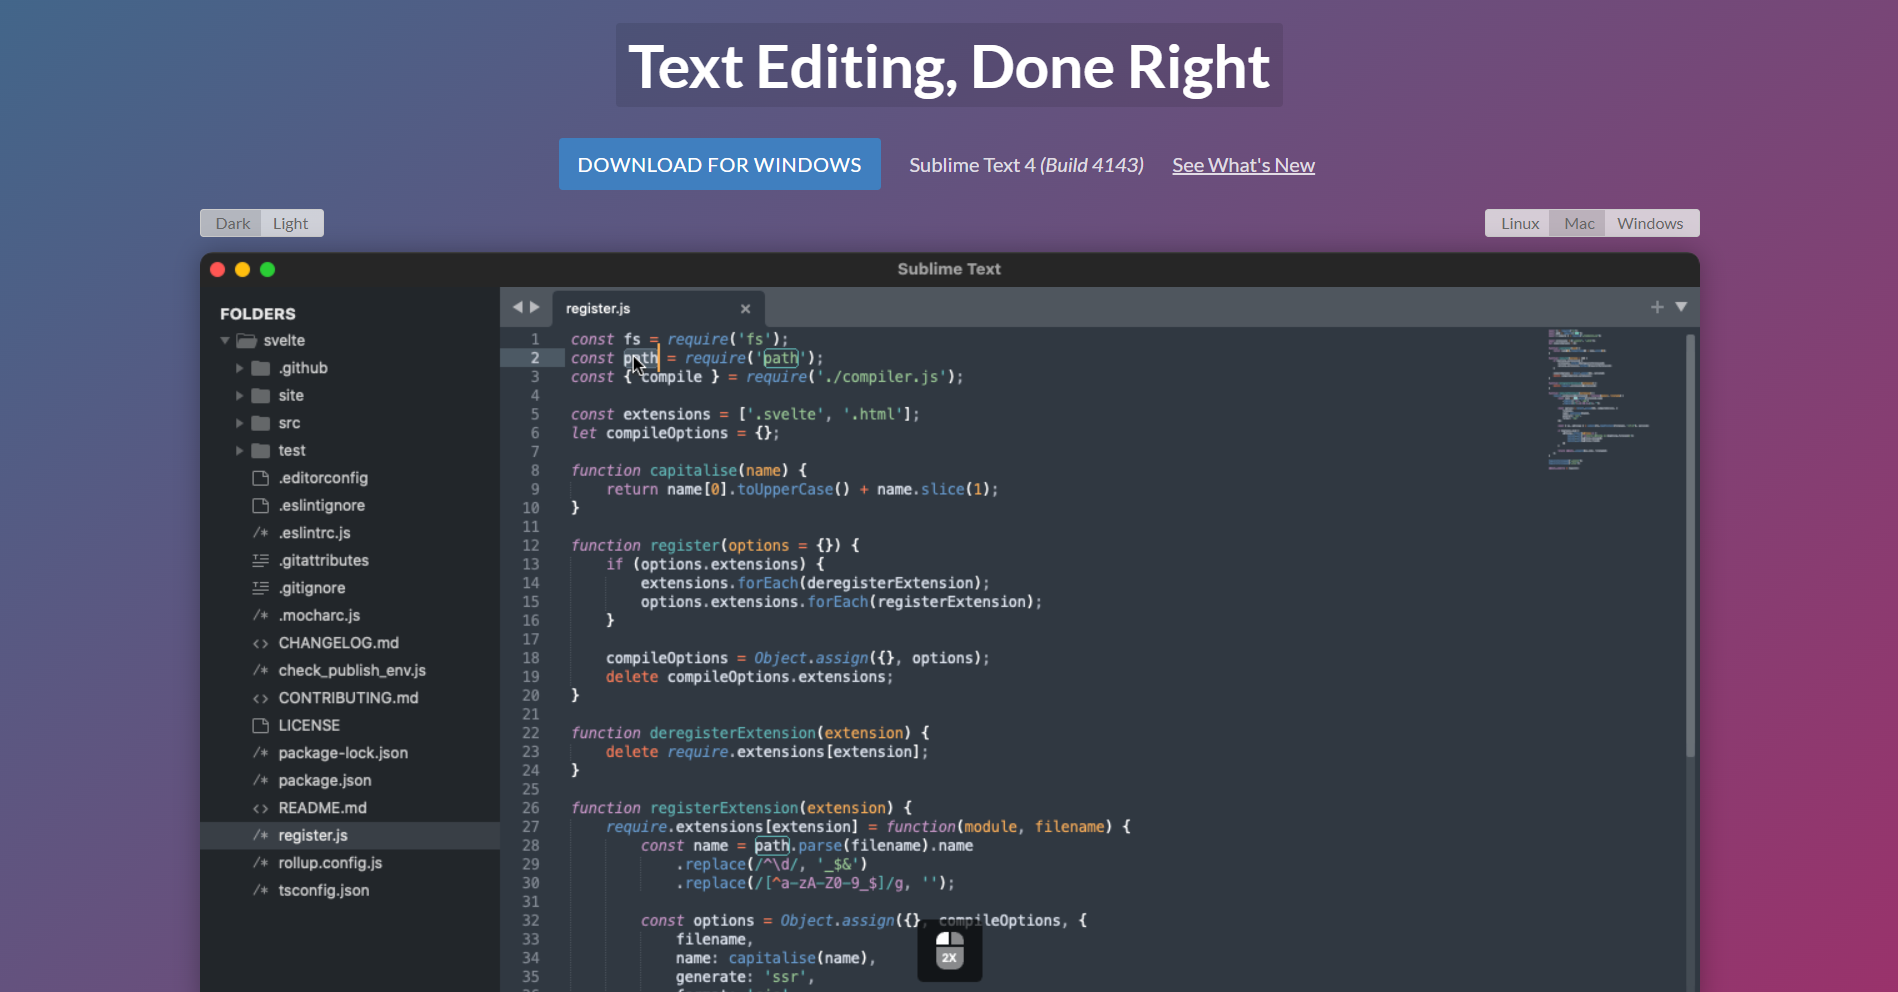 Text Editing, Done Right
DOWNLOAD FOR WINDOWS
Sublime Text 4 (Build 4143)
See What's New
Dark
Light
Linux
Mac
Windows
Sublime Text
FOLDERS
svelte
.github
site
src
test
.editorconfig
.eslintignore
/* .eslintrc.js
.gitattributes
.gitignore
/* .mocharc.js
<> CHANGELOG.md
/* check_publish_env.js
<> CONTRIBUTING.md
LICENSE
/* package-lock.json
/* package.json
<> README.md
/* register.js
/* rollup.config.js
/* tsconfig.json
register.js
1 const fs = require('fs');
2 const path = require('path');
3 const { compile } = require('./compiler.js');
4
5 const extensions = ['.svelte', '.html'];
6 let compileOptions = {};
7
8 function capitalise(name) {
9 return name[0].toUpperCase() + name.slice(1);
10 }
11
12 function register(options = {}) {
13 if (options.extensions) {
14 extensions.forEach(deregisterExtension);
15 options.extensions.forEach(registerExtension);
16 }
17
18 compileOptions = Object.assign({}, options);
19 delete compileOptions.extensions;
20 }
21
22 function deregisterExtension(extension) {
23 delete require.extensions[extension];
24 }
25
26 function registerExtension(extension) {
27 require.extensions[extension] = function(module, filename) {
28 const name = path.parse(filename).name
29 .replace(/^\d/, '_$&')
30 .replace(/[^a-zA-Z0-9_$]/g, '');
31
32 const options = Object.assign({}, compileOptions, {
33 filename,
34 name: capitalise(name),
35 generate: 'ssr',
2X